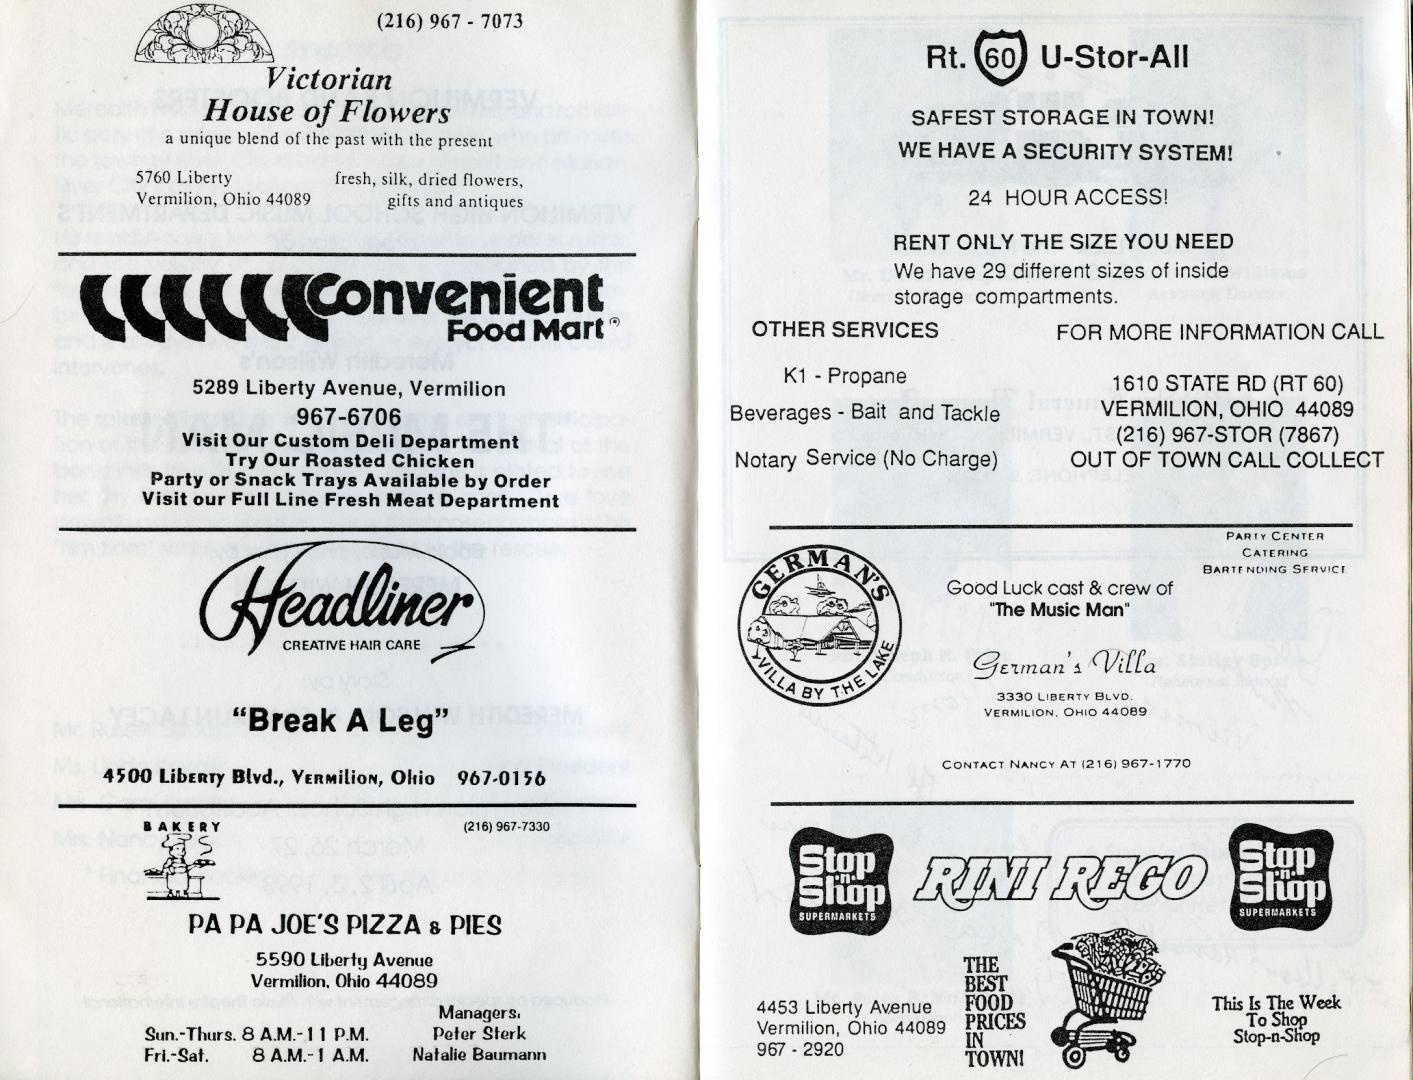 (216) 967 - 7073
Victorian
House of Flowers
a unique blend of the past with the present
5760 Liberty
Vermilion, Ohio 44089
fresh, silk, dried flowers,
gifts and antiques
Convenient
Food Mart ®
5289 Liberty Avenue, Vermilion
967-6706
Visit Our Custom Deli Department
Try Our Roasted Chicken
Party or Snack Trays Available by Order
Visit our Full Line Fresh Meat Department
Headliner
CREATIVE HAIR CARE
"Break A Leg"
4500 Liberty Blvd., Vermilion, Ohio 967-0156
BAKERY
(216) 967-7330
PA PA JOE'S PIZZA & PIES
5590 Liberty Avenue
Vermilion, Ohio 44089
Sun.-Thurs. 8 A.M.-11 P.M.
Fri.-Sat. 8 A.M.-1 A.M.
Managers,
Peter Sterk
Natalie Baumann
Rt. 60 U-Stor-All
SAFEST STORAGE IN TOWN!
WE HAVE A SECURITY SYSTEM!
24 HOUR ACCESS!
RENT ONLY THE SIZE YOU NEED
We have 29 different sizes of inside
storage compartments.
OTHER SERVICES
K1 - Propane
Beverages - Bait and Tackle
Notary Service (No Charge)
FOR MORE INFORMATION CALL
1610 STATE RD (RT 60)
VERMILION, OHIO 44089
(216) 967-STOR (7867)
OUT OF TOWN CALL COLLECT
PARTY CENTER
CATERING
BARTENDING SERVICE
GERMAN'S
VILLA BY THE LAKE
Good Luck cast & crew of
"The Music Man"
German's Villa
3330 LIBERTY BLVD.
VERMILION, OHIO 44089
CONTACT NANCY AT (216) 967-1770
Stop
-n-
Shop
SUPERMARKETS
RINI REGO
Stop
-n-
Shop
SUPERMARKETS
4453 Liberty Avenue
Vermilion, Ohio 44089
967 - 2920
THE
BEST
FOOD
PRICES
IN
TOWN!
This Is The Week
To Shop
Stop-n-Shop